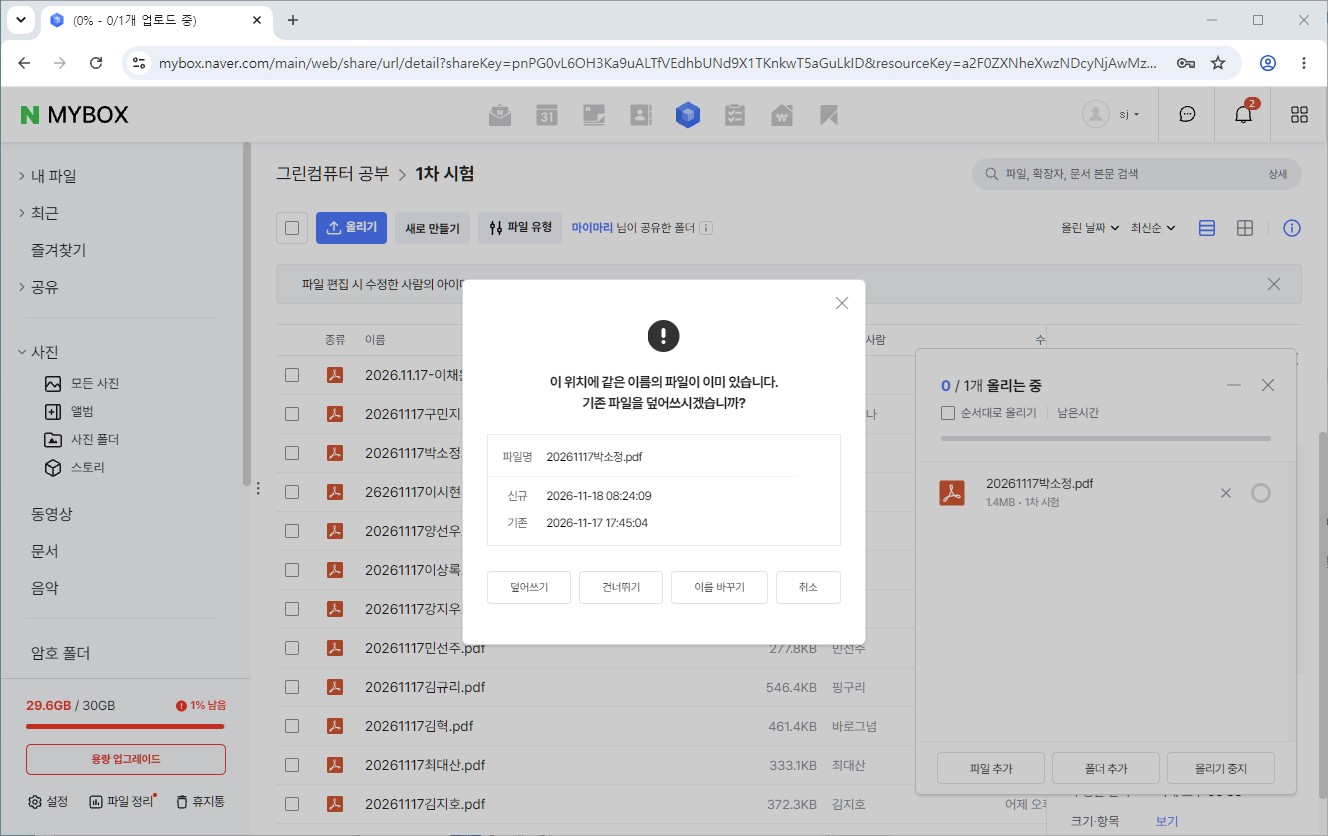 (0% - 0/1개 업로드 중)
mybox.naver.com/main/web/share/url/detail?shareKey=pnPG0vL6OH3Ka9uALTfVEdhbUNd9X1TKnkwT5aGuLkID&resourceKey=a2F0ZXNheXwzNDcyNjAwMz...
N MYBOX
31
W
sj
2
내 파일
최근
즐겨찾기
공유
사진
모든 사진
앨범
사진 폴더
스토리
동영상
문서
음악
암호 폴더
29.6GB / 30GB
1% 남음
용량 업그레이드
설정
파일 정리
휴지통
그린컴퓨터 공부 > 1차 시험
파일, 확장자, 문서 본문 검색
상세
올리기
새로 만들기
파일 유형
마이마리 님이 공유한 폴더
올린 날짜
최신순
파일 편집 시 수정한 사람의
종류
이름
사람
수
2026.11.17-이채
20261117구민지
나
20261117박소정
26261117이시현
20261117양선우
20261117이상록
20261117강지우
20261117민선주.pdf
277.8KB
민선주
20261117김규리.pdf
546.4KB
핑구리
20261117김혁.pdf
461.4KB
바로그넘
20261117최대산.pdf
333.1KB
최대산
20261117김지호.pdf
372.3KB
김지호
어제 오후
이 위치에 같은 이름의 파일이 이미 있습니다.
기존 파일을 덮어쓰시겠습니까?
파일명 20261117박소정.pdf
신규 2026-11-18 08:24:09
기존 2026-11-17 17:45:04
덮어쓰기
건너뛰기
이름 바꾸기
취소
0 / 1개 올리는 중
순서대로 올리기
남은시간
20261117박소정.pdf
1.4MB · 1차 시험
파일 추가
폴더 추가
올리기 중지
크기·항목
보기